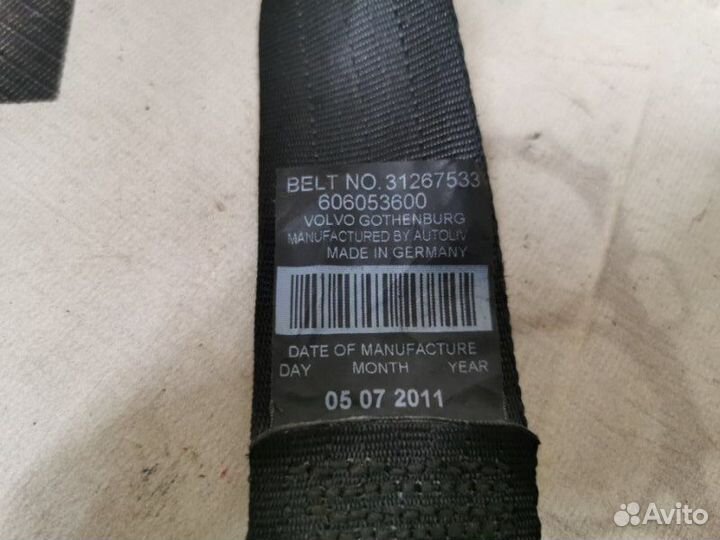 BELT NO. 31267533
606053600
VOLVO GOTHENBURG
MANUFACTURED BY AUTOLIV
MADE IN GERMANY
DATE OF MANUFACTURE
DAY MONTH YEAR
05 07 2011
Avito